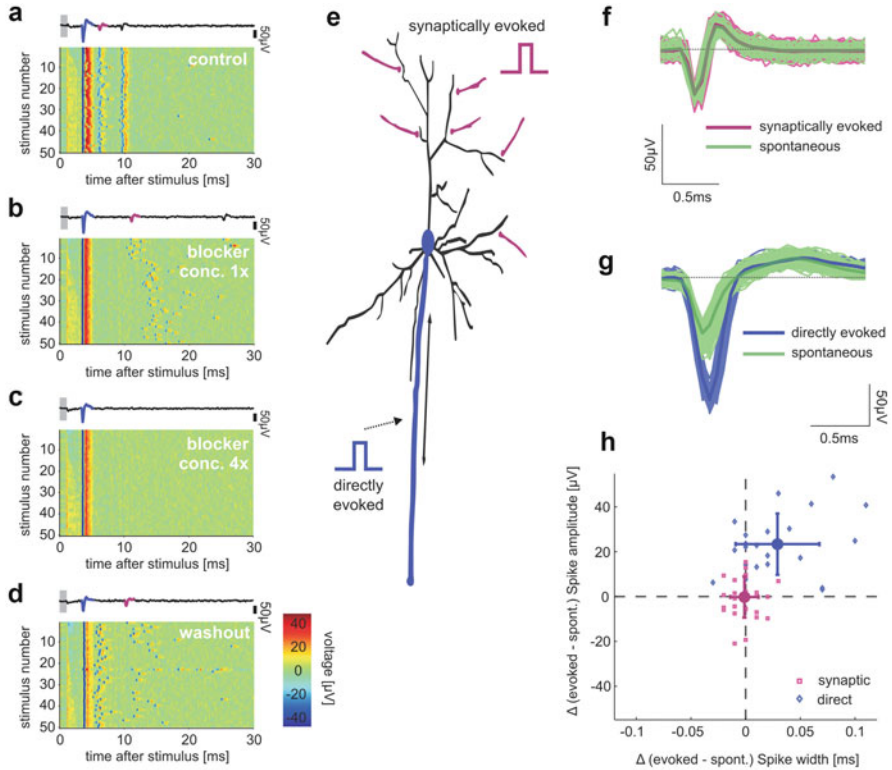 a
50µV
control
stimulus number
10
20
30
40
50
0
10
20
30
time after stimulus [ms]
b
50µV
blocker
conc. 1x
stimulus number
10
20
30
40
50
0
10
20
30
time after stimulus [ms]
c
50µV
blocker
conc. 4x
stimulus number
10
20
30
40
50
0
10
20
30
time after stimulus [ms]
d
50µV
washout
stimulus number
10
20
30
40
50
0
10
20
30
time after stimulus [ms]
40
20
0
-20
-40
voltage
[µV]
e
synaptically evoked
directly
evoked
f
synaptically evoked
spontaneous
50µV
0.5ms
g
directly evoked
spontaneous
50µV
0.5ms
h
Δ (evoked - spont.) Spike amplitude [µV]
40
20
0
-20
-40
synaptic
direct
-0.1
-0.05
0
0.05
0.1
Δ (evoked - spont.) Spike width [ms]